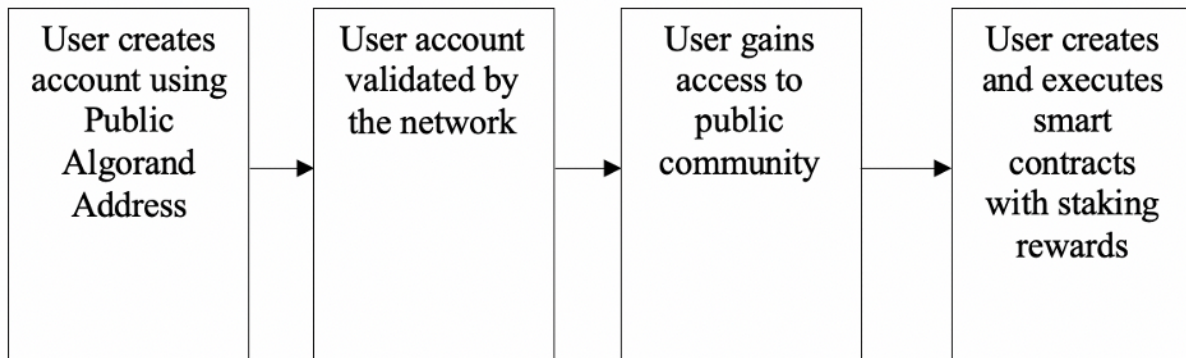 User creates
account using
Public
Algorand
Address
User account
validated by
the network
User gains
access to
public
community
User creates
and executes
smart
contracts
with staking
rewards